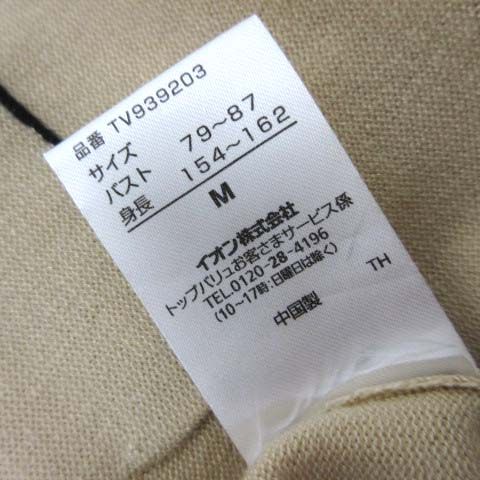 品番 TV939203
サイズ
バスト 79～87
身長 154～162
M
イオン株式会社
トップバリュお客さまサービス係
TEL.0120-28-4196
(10～17時:日曜日は除く)
TH
中国製